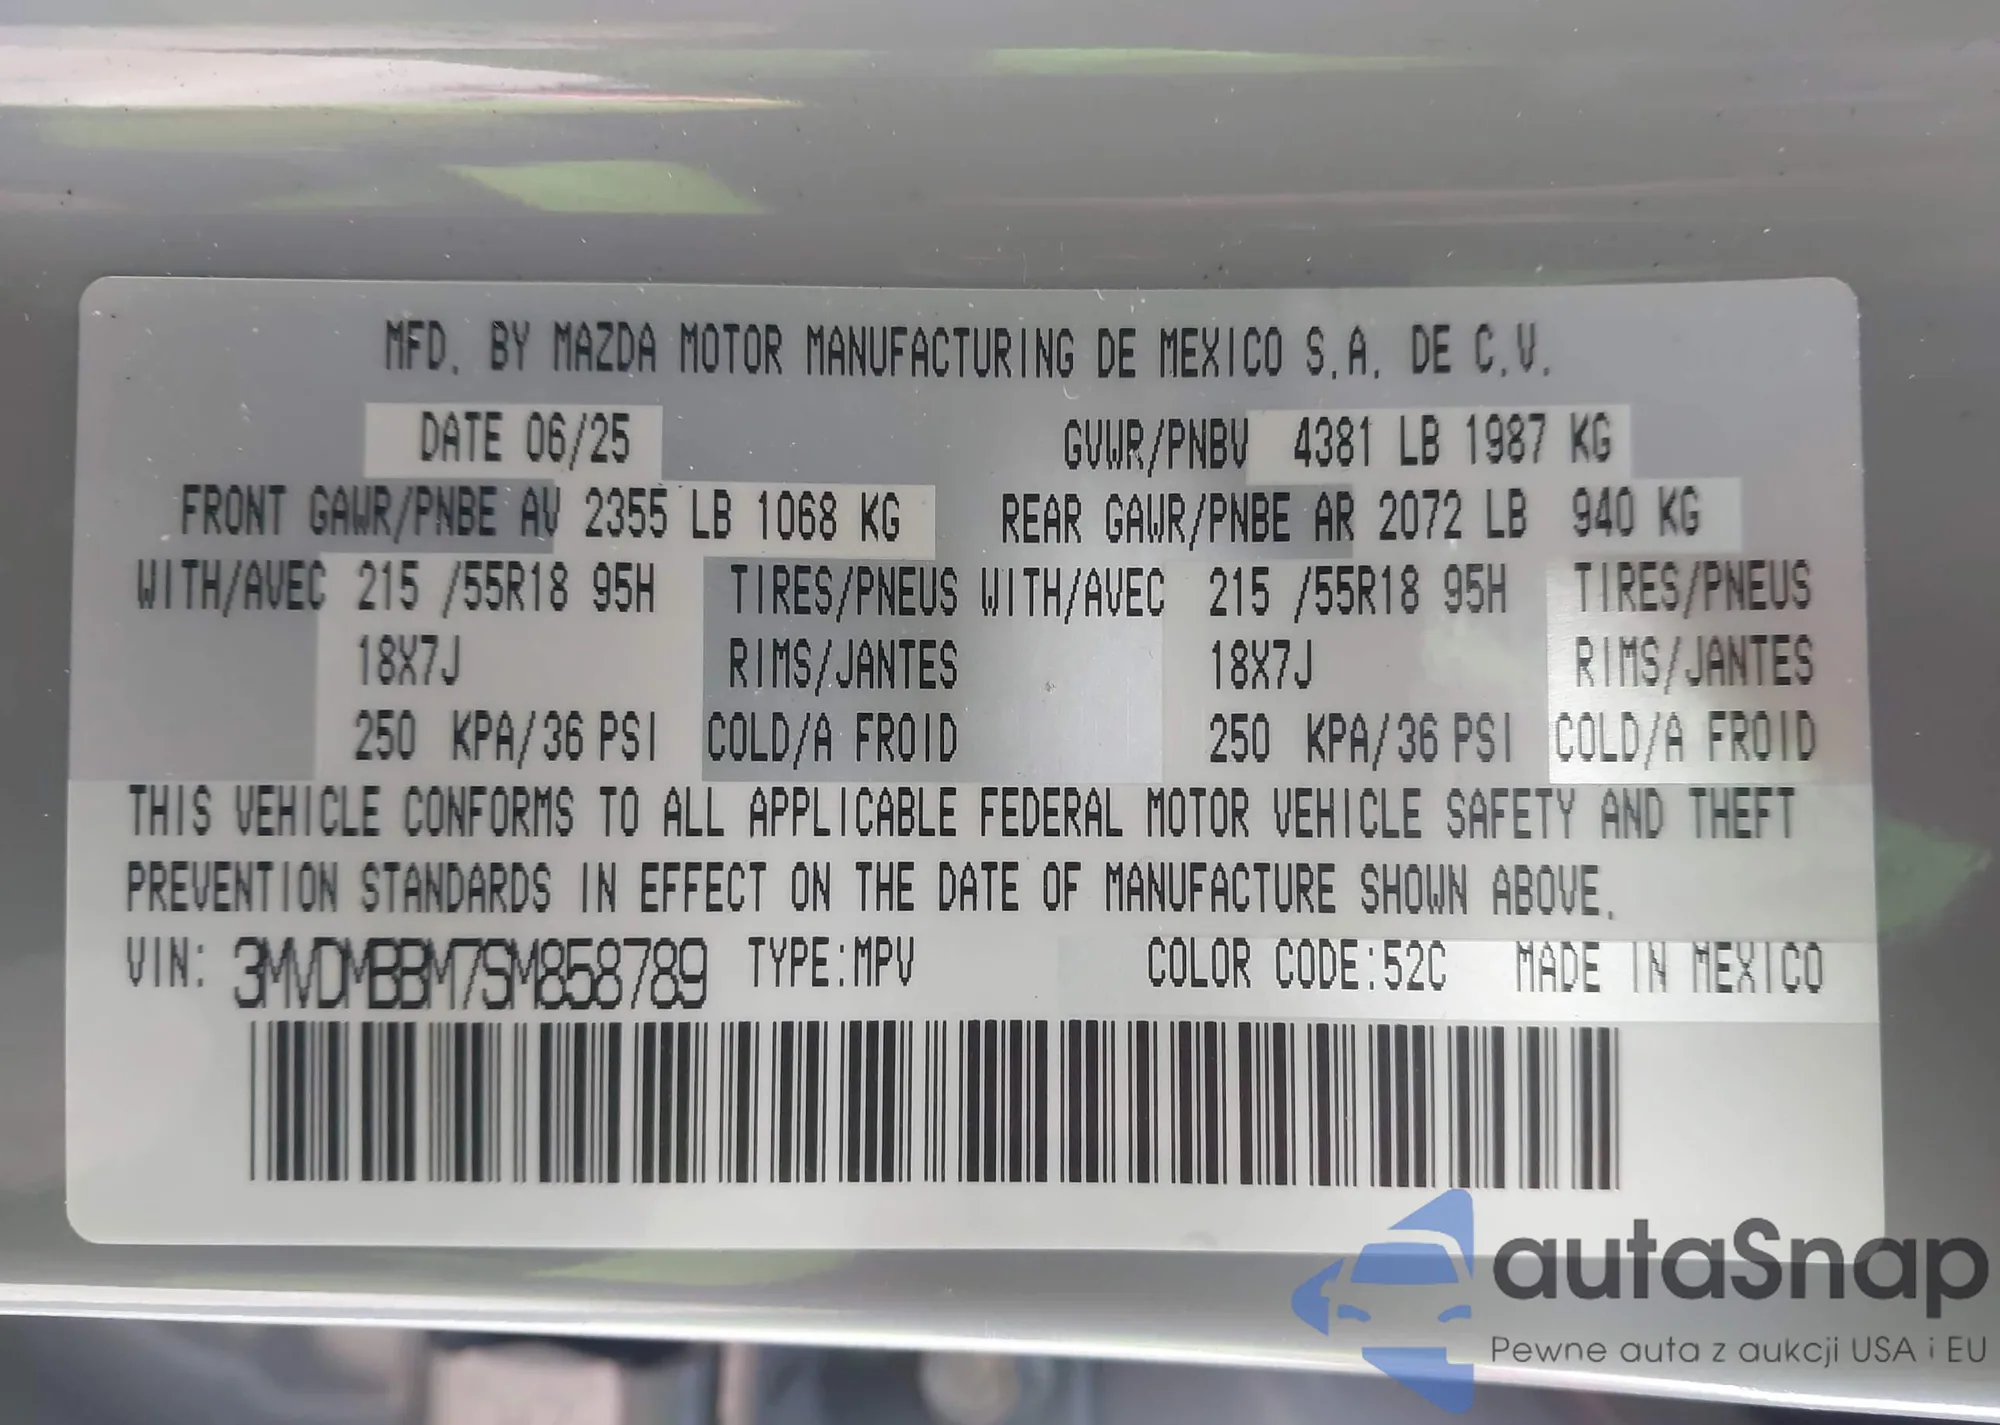 MFD. BY MAZDA MOTOR MANUFACTURING DE MEXICO S.A. DE C.V.
DATE 06/25 GVWR/PNBV 4381 LB 1987 KG
FRONT GAWR/PNBE AV 2355 LB 1068 KG REAR GAWR/PNBE AR 2072 LB 940 KG
WITH/AVEC 215 /55R18 95H TIRES/PNEUS WITH/AVEC 215 /55R18 95H TIRES/PNEUS
18X7J RIMS/JANTES 18X7J RIMS/JANTES
250 KPA/36 PSI COLD/A FROID 250 KPA/36 PSI COLD/A FROID
THIS VEHICLE CONFORMS TO ALL APPLICABLE FEDERAL MOTOR VEHICLE SAFETY AND THEFT
PREVENTION STANDARDS IN EFFECT ON THE DATE OF MANUFACTURE SHOWN ABOVE.
VIN: 3MVDMBBM7SM858789 TYPE:MPV COLOR CODE:52C MADE IN MEXICO
autaSnap
Pewne auta z aukcji USA i EU